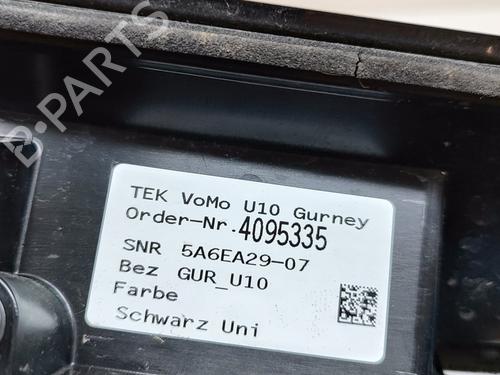 B-PARTS
TEK VoMo U10 Gurney
Order-Nr.4095335
SNR 5A6EA29-07
Bez GUR_U10
Farbe
Schwarz Uni